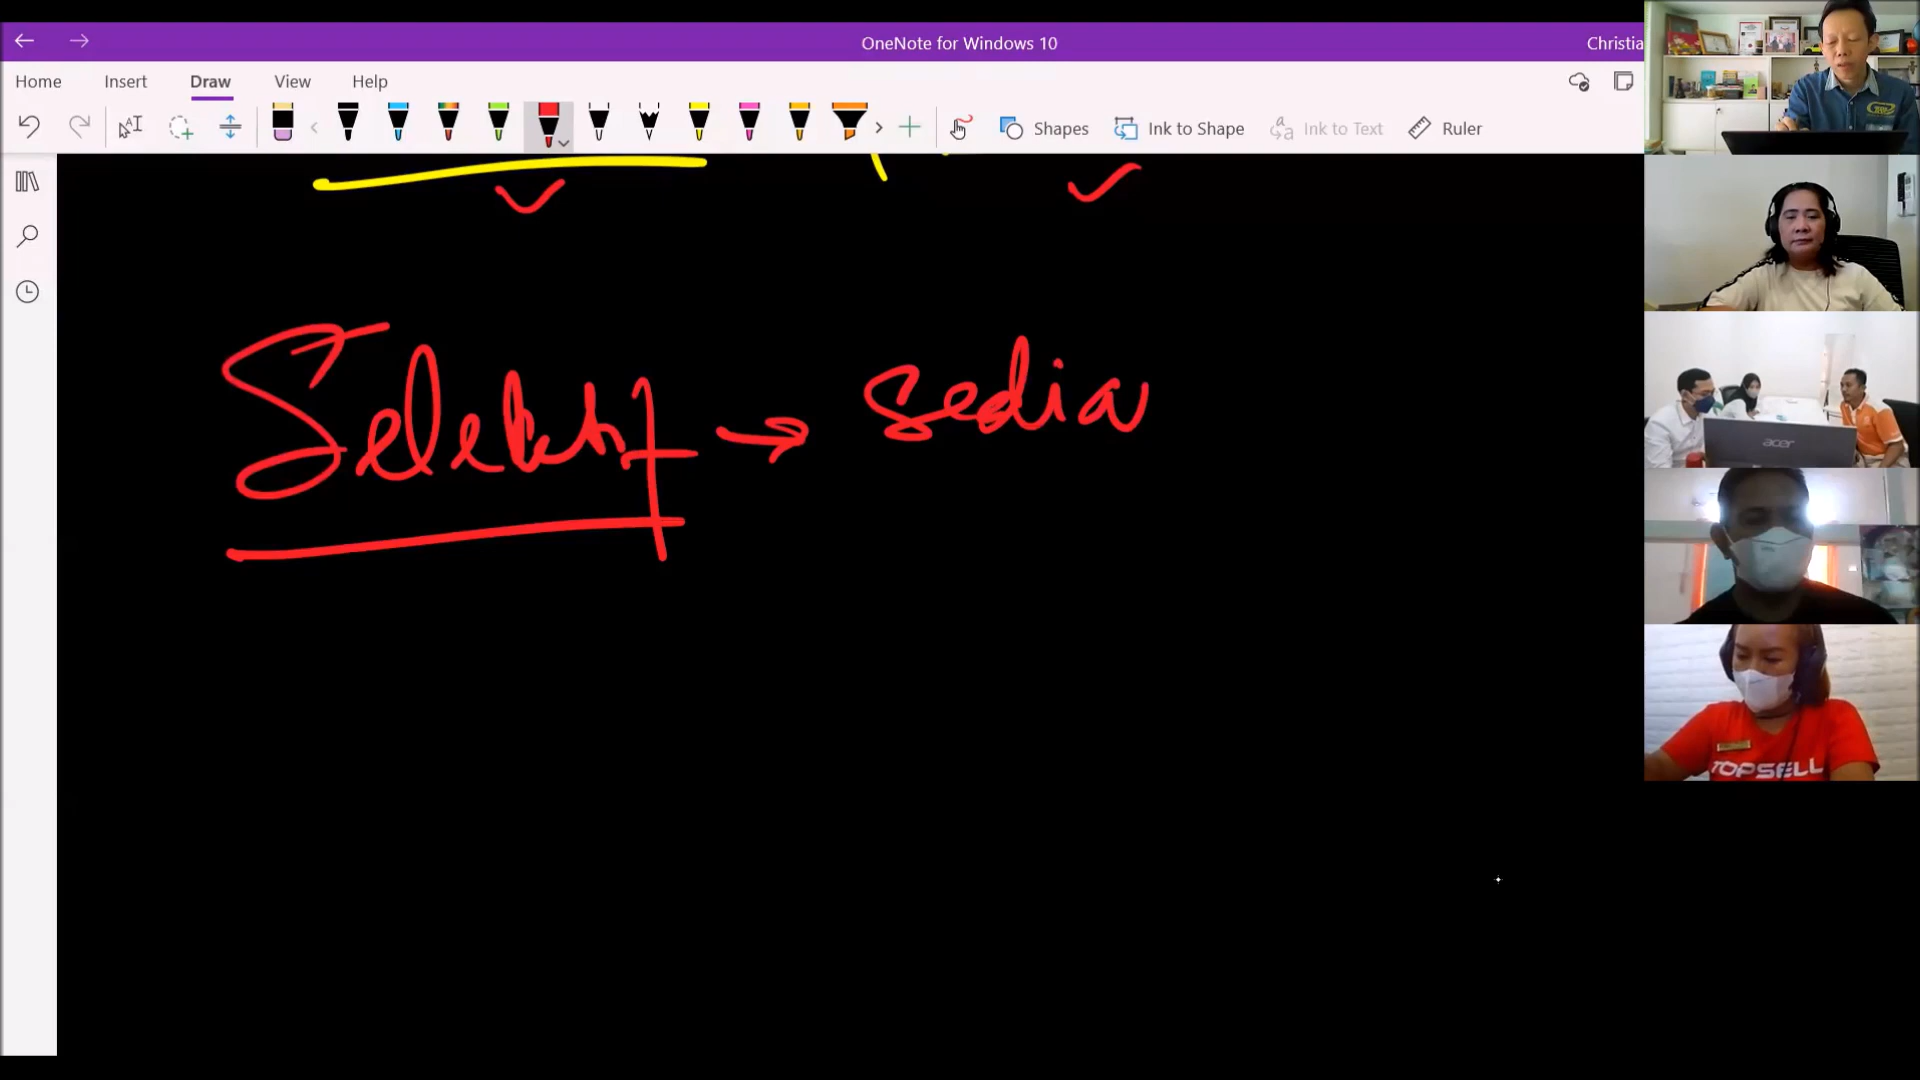 OneNote for Windows 10
Christia
Home Insert Draw View Help
Shapes Ink to Shape Ink to Text Ruler
Selektif → sedia
acer
TOPSELL